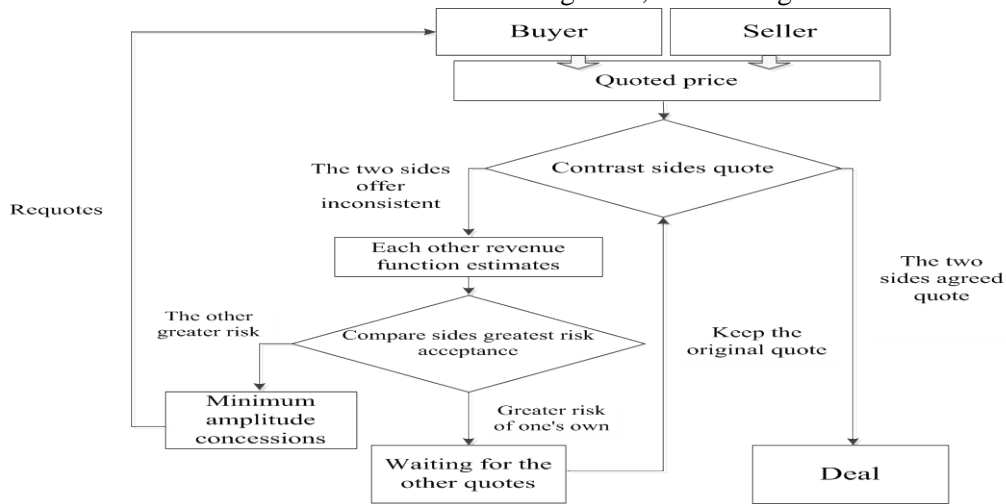 Buyer
Seller
Quoted price
Contrast sides quote
The two sides
offer
inconsistent
Requotes
Each other revenue
function estimates
The two
sides agreed
quote
The other
greater risk
Compare sides greatest risk
acceptance
Keep the
original quote
Minimum
amplitude
concessions
Greater risk
of one's own
Waiting for the
other quotes
Deal